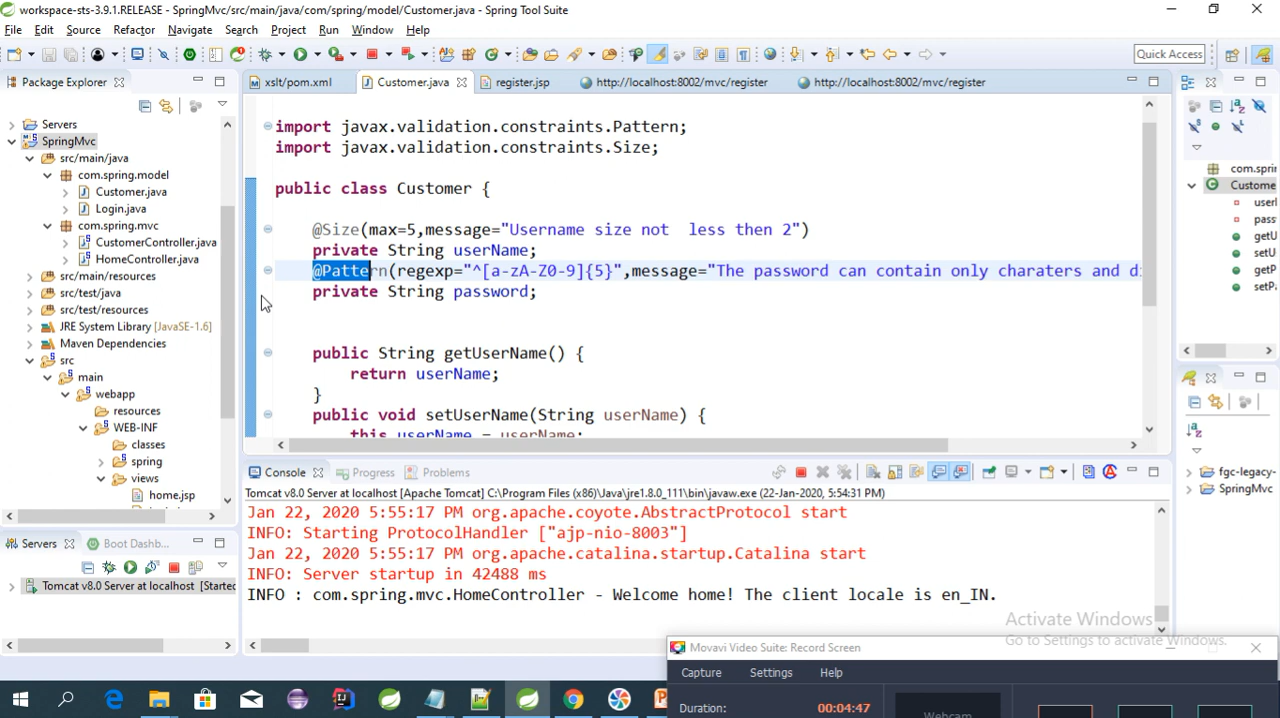 workspace-sts-3.9.1.RELEASE - SpringMvc/src/main/java/com/spring/model/Customer.java - Spring Tool Suite
File Edit Source Refactor Navigate Search Project Run Window Help
Quick Access
Package Explorer
xslt/pom.xml Customer.java register.jsp http://localhost:8002/mvc/register http://localhost:8002/mvc/register
Servers
SpringMvc
src/main/java
com.spring.model
Customer.java
Login.java
com.spring.mvc
CustomerController.java
HomeController.java
src/main/resources
src/test/java
src/test/resources
JRE System Library [JavaSE-1.6]
Maven Dependencies
src
main
webapp
resources
WEB-INF
classes
spring
views
home.jsp
import javax.validation.constraints.Pattern;
import javax.validation.constraints.Size;
public class Customer {
@Size(max=5,message="Username size not  less then 2")
private String userName;
@Pattern(regexp="^[a-zA-Z0-9]{5}",message="The password can contain only charaters and d
private String password;
public String getUserName() {
return userName;
}
public void setUserName(String userName) {
this.userName = userName;
com.sprin
Custome
userl
pass
getU
setU
getP
setP
fgc-legacy-
SpringMvc
Servers Boot Dashb...
Tomcat v8.0 Server at localhost [Started
Console Progress Problems
Tomcat v8.0 Server at localhost [Apache Tomcat] C:\Program Files (x86)\Java\jre1.8.0_111\bin\javaw.exe (22-Jan-2020, 5:54:31 PM)
Jan 22, 2020 5:55:17 PM org.apache.coyote.AbstractProtocol start
INFO: Starting ProtocolHandler ["ajp-nio-8003"]
Jan 22, 2020 5:55:17 PM org.apache.catalina.startup.Catalina start
INFO: Server startup in 42488 ms
INFO : com.spring.mvc.HomeController - Welcome home! The client locale is en_IN.
Activate Windows
Go to Settings to activate Windows.
Movavi Video Suite: Record Screen
Capture Settings Help
Duration: 00:04:47
Webcam